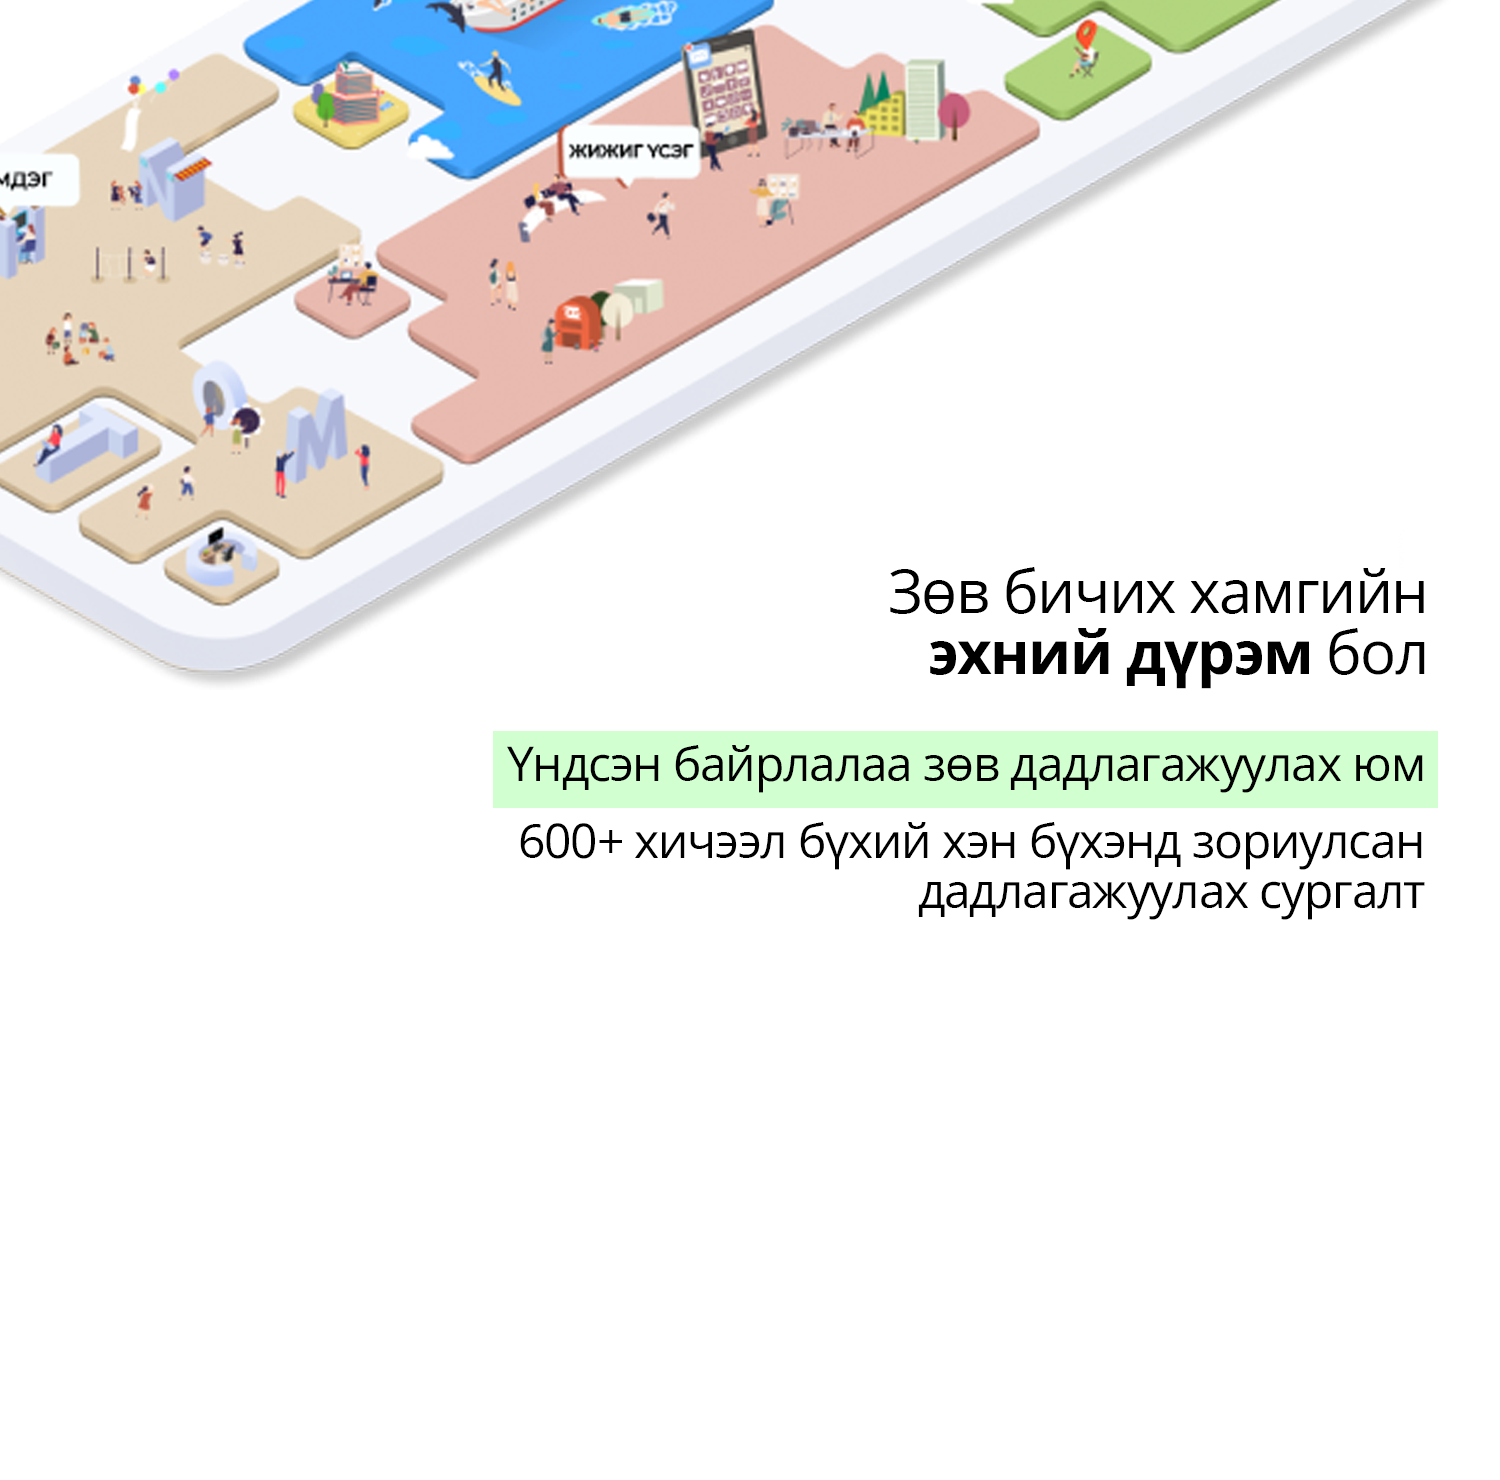 ЖИЖИГ ҮСЭГ
МДЭГ
Зөв бичих хамгийн
эхний дүрэм бол
Үндсэн байрлалаа зөв дадлагажуулах юм
600+ хичээл бүхий хэн бүхэнд зориулсан
дадлагажуулах сургалт